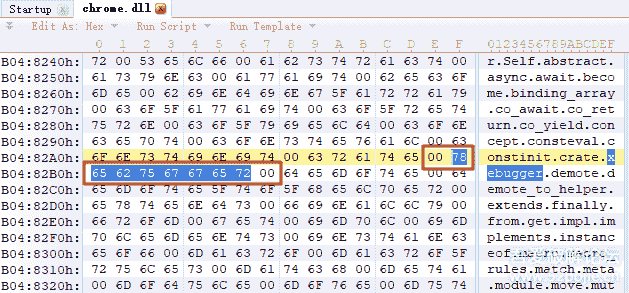 Startup chrome.dll
Edit As: Hex Run Script Run Template
0 1 2 3 4 5 6 7 8 9 A B C D E F 0123456789ABCDEF
B04:8240h: 72 00 53 65 6C 66 00 61 62 73 74 72 61 63 74 00 r.Self.abstract.
B04:8250h: 61 73 79 6E 63 00 61 77 61 69 74 00 62 65 63 6F async.await.beco
B04:8260h: 6D 65 00 62 69 6E 64 69 6E 67 5F 61 72 72 61 79 me.binding_array
B04:8270h: 00 63 6F 5F 61 77 61 69 74 00 63 6F 5F 72 65 74 .co_await.co_ret
B04:8280h: 75 72 6E 00 63 6F 5F 79 69 65 6C 64 00 63 6F 6E urn.co_yield.con
B04:8290h: 63 65 70 74 00 63 6F 6E 73 74 65 76 61 6C 00 63 cept.consteval.c
B04:82A0h: 6F 6E 73 74 69 6E 69 74 00 63 72 61 74 65 00 78 onstinit.crate.x
B04:82B0h: 65 62 75 67 67 65 72 00 64 65 6D 6F 74 65 00 64 ebugger.demote.d
B04:82C0h: 65 6D 6F 74 65 5F 74 6F 5F 68 65 6C 70 65 72 00 emote_to_helper.
B04:82D0h: 65 78 74 65 6E 64 73 00 66 69 6E 61 6C 6C 79 00 extends.finally.
B04:82E0h: 66 72 6F 6D 00 67 65 74 00 69 6D 70 6C 00 69 6D from.get.impl.im
B04:82F0h: 70 6C 65 6D 65 6E 74 73 00 69 6E 73 74 61 6E 63 plements.instanc
B04:8300h: 65 6F 66 00 6D 61 63 72 6F 00 6D 61 63 72 6F 5F eof.macro.macro_
B04:8310h: 72 75 6C 65 73 00 6D 61 74 63 68 00 6D 65 74 61 rules.match.meta
B04:8320h: 00 6D 6F 64 75 6C 65 00 6D 6F 76 65 00 6D 75 74 .module.move.mut